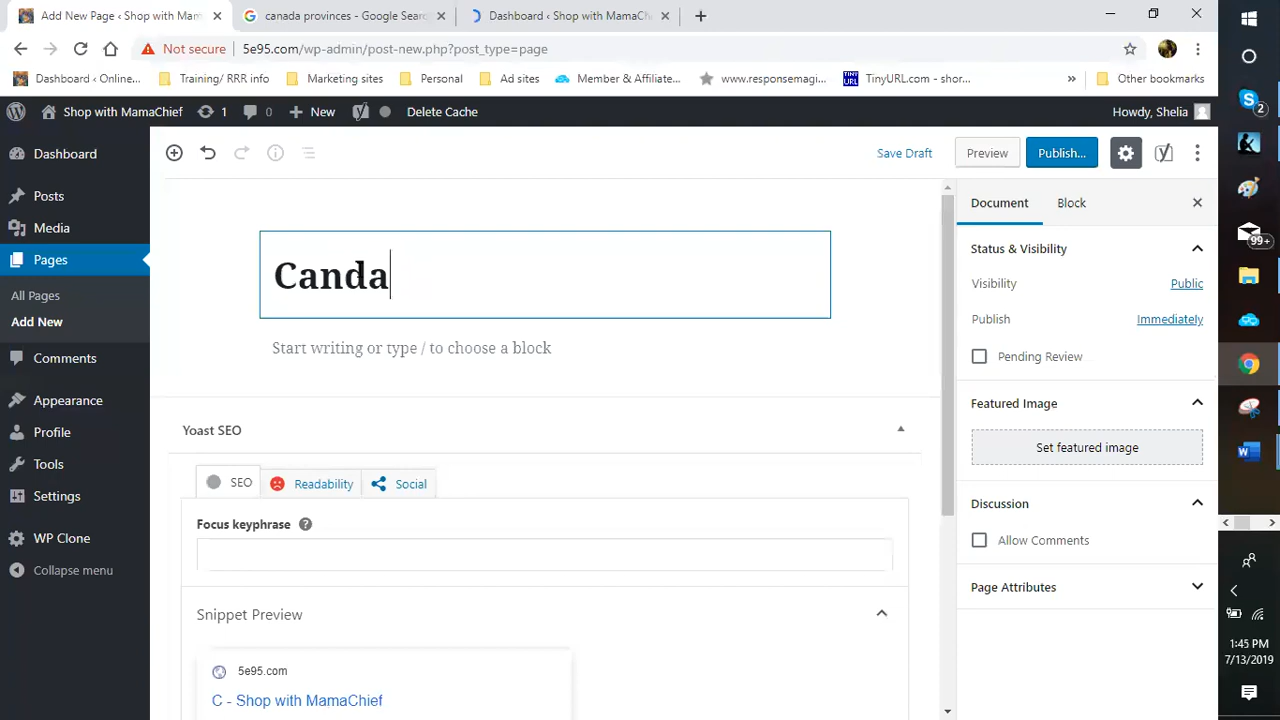 Add New Page ‹ Shop with Mam
canada provinces - Google Searc
Dashboard ‹ Shop with MamaChi
Not secure
5e95.com/wp-admin/post-new.php?post_type=page
Dashboard ‹ Online...
Training/ RRR info
Marketing sites
Personal
Ad sites
Member & Affiliate...
www.responsemagi...
TINY URL
TinyURL.com - shor...
»
Other bookmarks
Shop with MamaChief
1
0
New
Delete Cache
Howdy, Shelia
Dashboard
Posts
Media
Pages
All Pages
Add New
Comments
Appearance
Profile
Tools
Settings
WP Clone
Collapse menu
Save Draft
Preview
Publish...
Canda
Start writing or type / to choose a block
Yoast SEO
SEO
Readability
Social
Focus keyphrase
?
Snippet Preview
5e95.com
C - Shop with MamaChief
Document
Block
Status & Visibility
Visibility
Public
Publish
Immediately
Pending Review
Featured Image
Set featured image
Discussion
Allow Comments
Page Attributes
2
99+
1:45 PM
7/13/2019